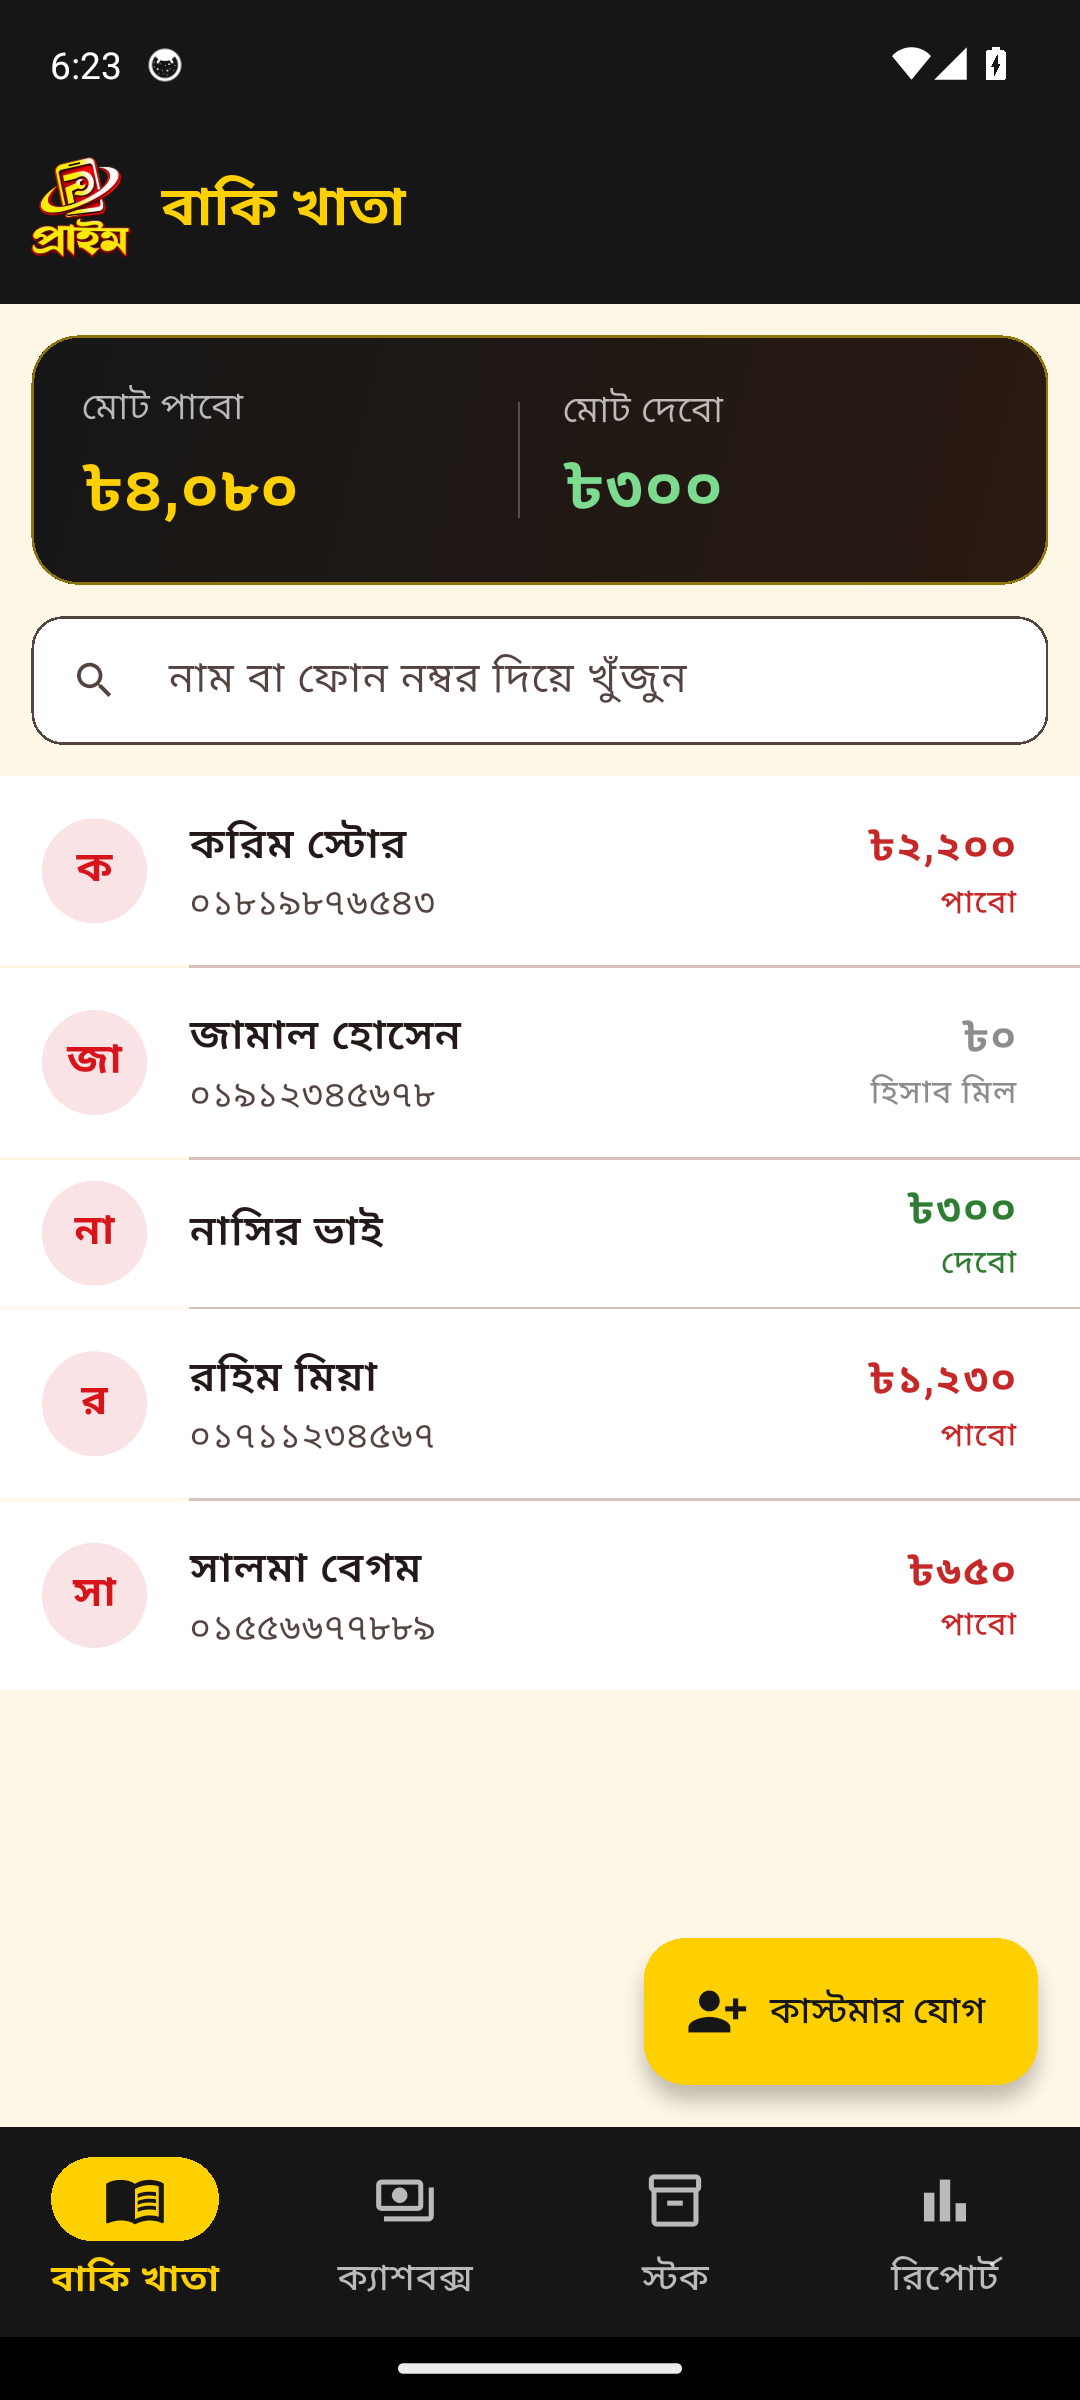 6:23
প্রাইম
বাকি খাতা
মোট পাবো
৳৪,০৮০
মোট দেবো
৳৩০০
নাম বা ফোন নম্বর দিয়ে খুঁজুন
ক
করিম স্টোর
০১৮১৯৮৭৬৫৪৩
৳২,২০০
পাবো
জা
জামাল হোসেন
০১৯১২৩৪৫৬৭৮
৳০
হিসাব মিল
না
নাসির ভাই
৳৩০০
দেবো
র
রহিম মিয়া
০১৭১১২৩৪৫৬৭
৳১,২৩০
পাবো
সা
সালমা বেগম
০১৫৫৬৬৭৭৮৮৯
৳৬৫০
পাবো
কাস্টমার যোগ
বাকি খাতা
ক্যাশবক্স
স্টক
রিপোর্ট